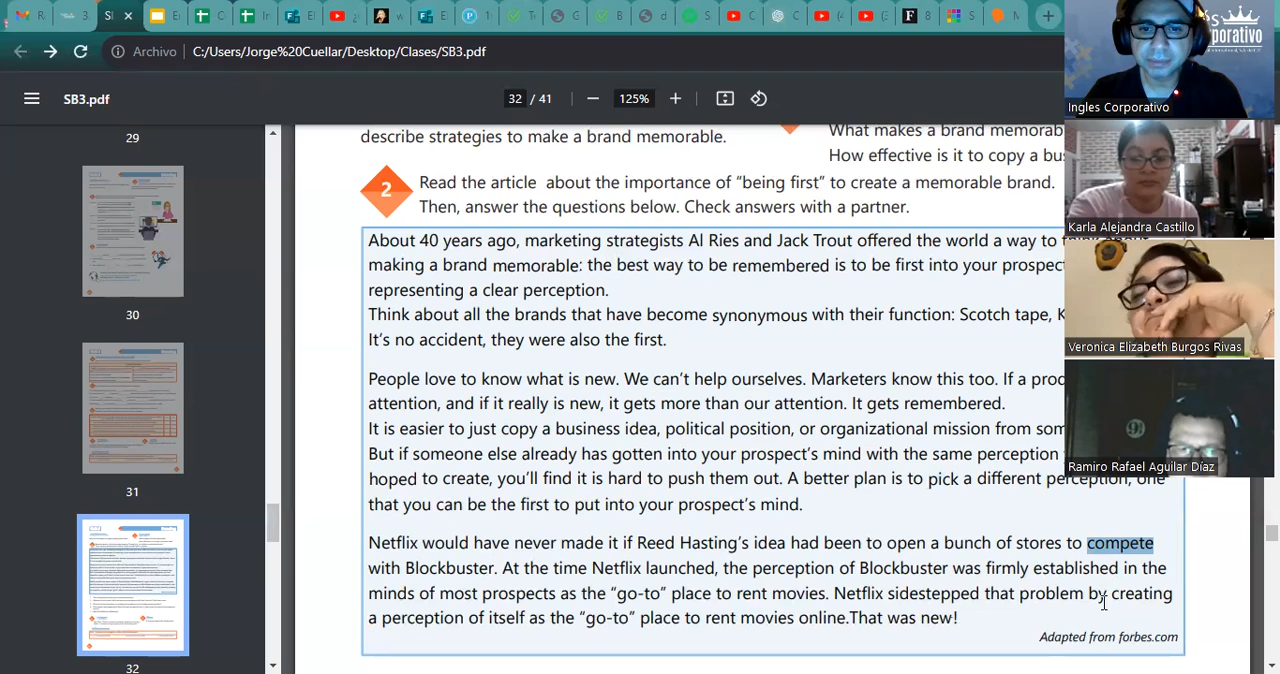 Archivo
C:/Users/Jorge%20Cuellar/Desktop/Clases/SB3.pdf
SB3.pdf
32 / 41
125%
29
30
31
32
describe strategies to make a brand memorable.
What makes a brand memorab
How effective is it to copy a bus
2
Read the article about the importance of "being first" to create a memorable brand.
Then, answer the questions below. Check answers with a partner.
About 40 years ago, marketing strategists Al Ries and Jack Trout offered the world a way to
making a brand memorable: the best way to be remembered is to be first into your prospect
representing a clear perception.
Think about all the brands that have become synonymous with their function: Scotch tape, K
It's no accident, they were also the first.
People love to know what is new. We can't help ourselves. Marketers know this too. If a prod
attention, and if it really is new, it gets more than our attention. It gets remembered.
It is easier to just copy a business idea, political position, or organizational mission from som
But if someone else already has gotten into your prospect's mind with the same perception
hoped to create, you'll find it is hard to push them out. A better plan is to pick a different perception, one
that you can be the first to put into your prospect's mind.
Netflix would have never made it if Reed Hasting's idea had been to open a bunch of stores to compete
with Blockbuster. At the time Netflix launched, the perception of Blockbuster was firmly established in the
minds of most prospects as the "go-to" place to rent movies. Netflix sidestepped that problem by creating
a perception of itself as the "go-to" place to rent movies online.That was new!
Adapted from forbes.com
Ingles Corporativo
Karla Alejandra Castillo
Veronica Elizabeth Burgos Rivas
Ramiro Rafael Aguilar Díaz